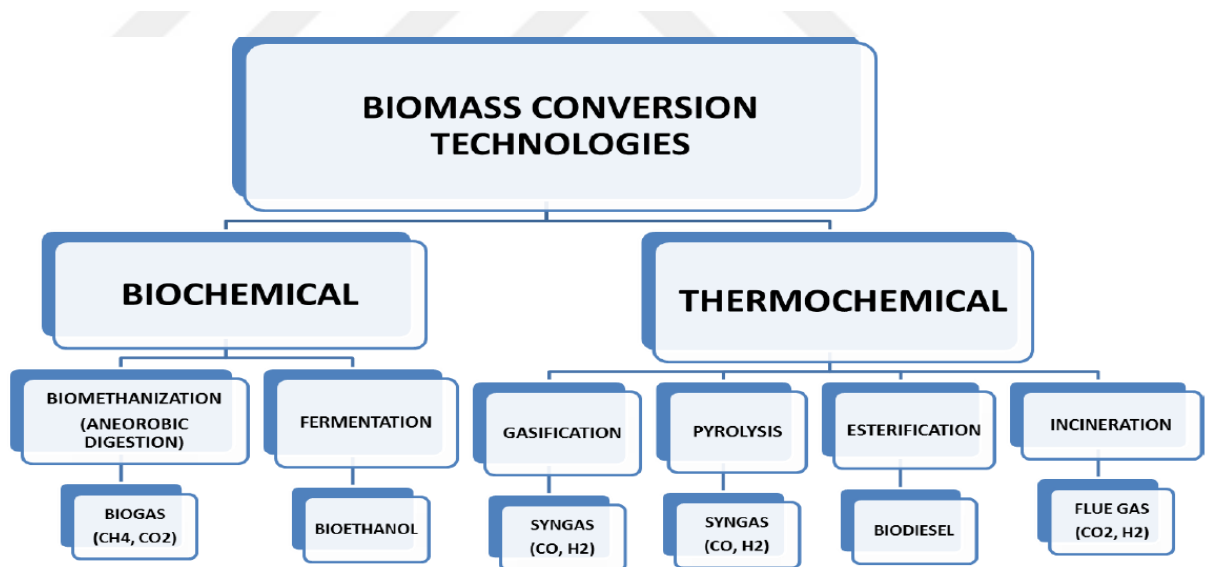 BIOMASS CONVERSION
TECHNOLOGIES
BIOCHEMICAL
THERMOCHEMICAL
BIOMETHANIZATION
(ANEOROBIC
DIGESTION)
FERMENTATION
GASIFICATION
PYROLYSIS
ESTERIFICATION
INCINERATION
BIOGAS
(CH4, CO2)
BIOETHANOL
SYNGAS
(CO, H2)
SYNGAS
(CO, H2)
BIODIESEL
FLUE GAS
(CO2, H2)